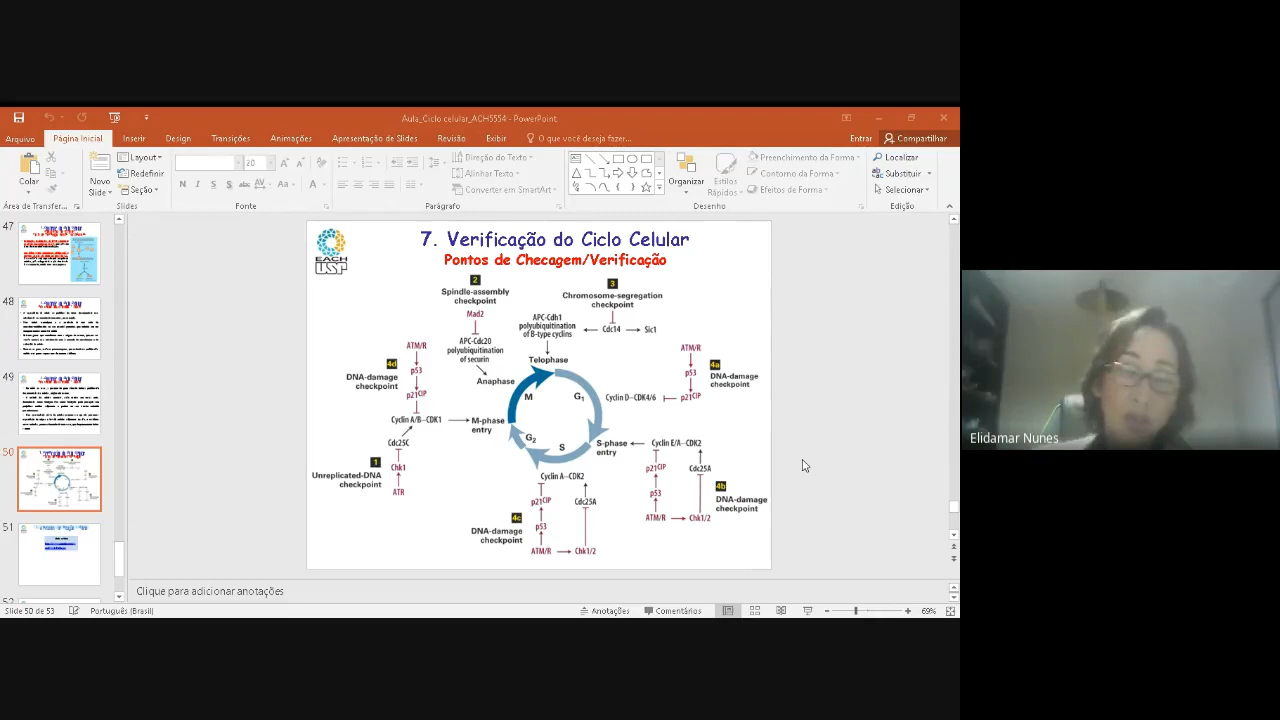 Aula_Ciclo celular_ACH5554 - PowerPoint
Arquivo
Página Inicial
Inserir
Design
Transições
Animações
Apresentação de Slides
Revisão
Exibir
O que você deseja fazer...
Entrar
Compartilhar
Colar
Novo
Slide
Layout
Redefinir
Seção
20
N I S S abc AV Aa A
Direção do Texto
Alinhar Texto
Converter em SmartArt
Organizar
Estilos
Rápidos
Preenchimento da Forma
Contorno da Forma
Efeitos de Forma
Localizar
Substituir
Selecionar
Área de Transfer...
Slides
Fonte
Parágrafo
Desenho
Edição
47
48
49
50
51
EACH
USP
7. Verificação do Ciclo Celular
Pontos de Checagem/Verificação
2
Spindle-assembly
checkpoint
Mad2
APC-Cdc20
polyubiquitination
of securin
Anaphase
3
Chromosome-segregation
checkpoint
Cdc14
Sic1
APC-Cdh1
polyubiquitination
of B-type cyclins
Telophase
4d
DNA-damage
checkpoint
ATM/R
p53
p21CIP
Cyclin A/B-CDK1
M-phase
entry
Cdc25C
1
Unreplicated-DNA
checkpoint
Chk1
ATR
M
G1
G2
S
4a
DNA-damage
checkpoint
ATM/R
p53
p21CIP
Cyclin D-CDK4/6
S-phase
entry
Cyclin E/A-CDK2
p21CIP
Cdc25A
p53
4b
DNA-damage
checkpoint
ATM/R
Chk1/2
Cyclin A-CDK2
p21CIP
Cdc25A
4c
DNA-damage
checkpoint
p53
ATM/R
Chk1/2
Clique para adicionar anotações
Slide 50 de 53
Português (Brasil)
Anotações
Comentários
69%
Elidamar Nunes